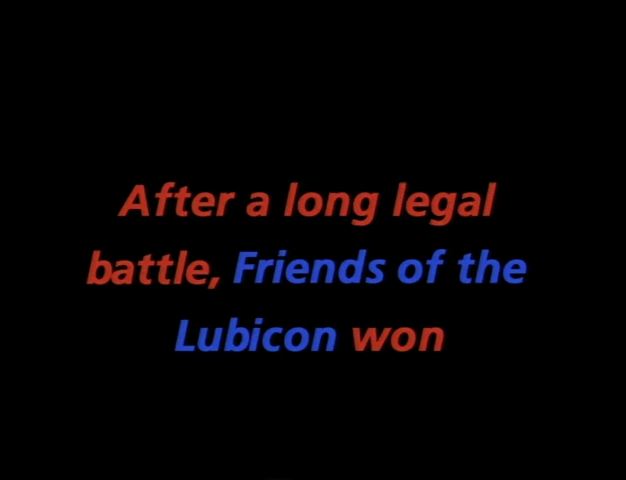 After a long legal
battle, Friends of the
Lubicon won